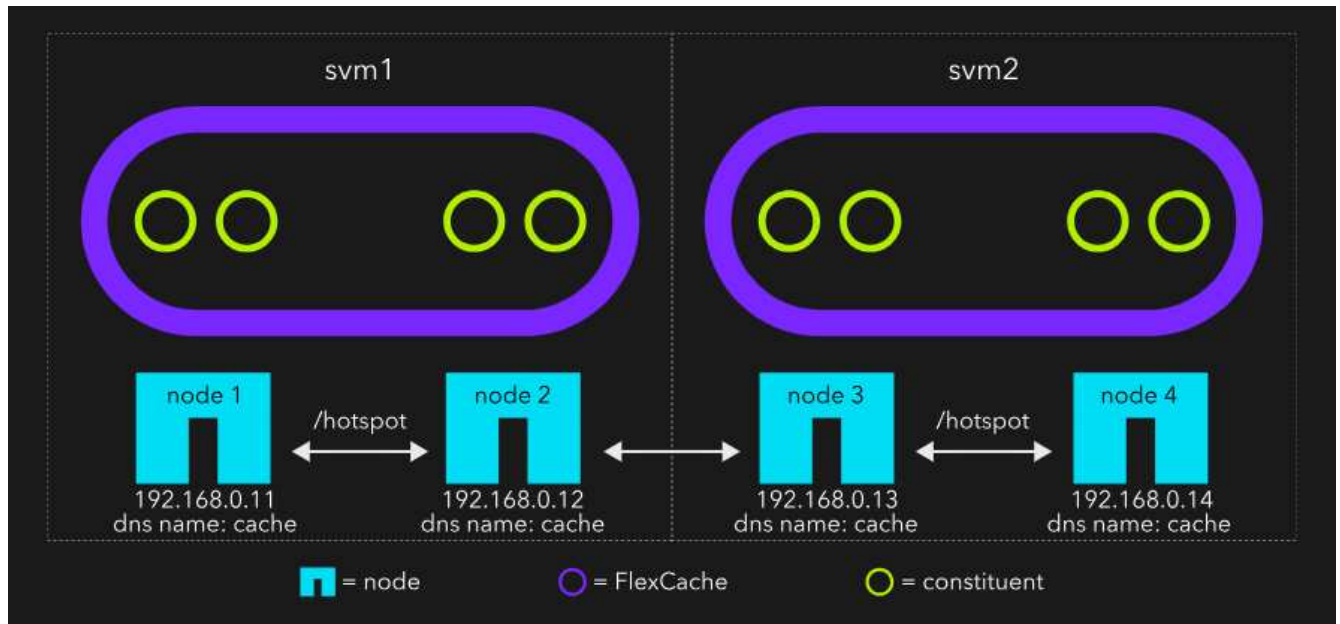 svm1
svm2
node 1
node 2
node 3
node 4
/hotspot
/hotspot
192.168.0.11
192.168.0.12
192.168.0.13
192.168.0.14
dns name: cache
dns name: cache
dns name: cache
dns name: cache
= node
= FlexCache
= constituent